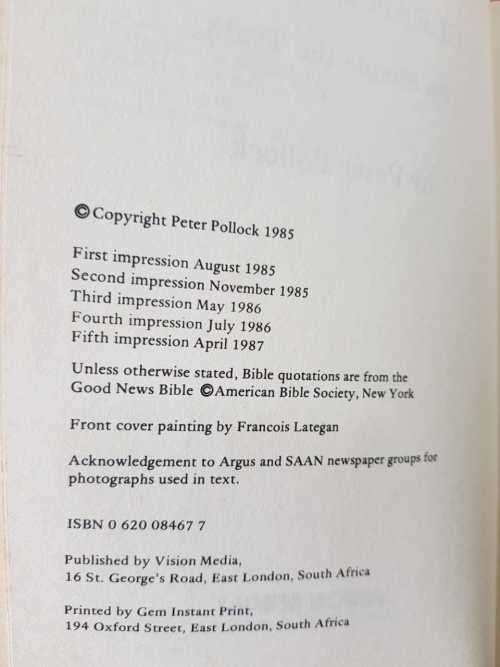 © Copyright Peter Pollock 1985
First impression August 1985
Second impression November 1985
Third impression May 1986
Fourth impression July 1986
Fifth impression April 1987
Unless otherwise stated, Bible quotations are from the
Good News Bible ©American Bible Society, New York
Front cover painting by Francois Lategan
Acknowledgement to Argus and SAAN newspaper groups for
photographs used in text.
ISBN 0 620 08467 7
Published by Vision Media,
16 St. George's Road, East London, South Africa
Printed by Gem Instant Print,
194 Oxford Street, East London, South Africa